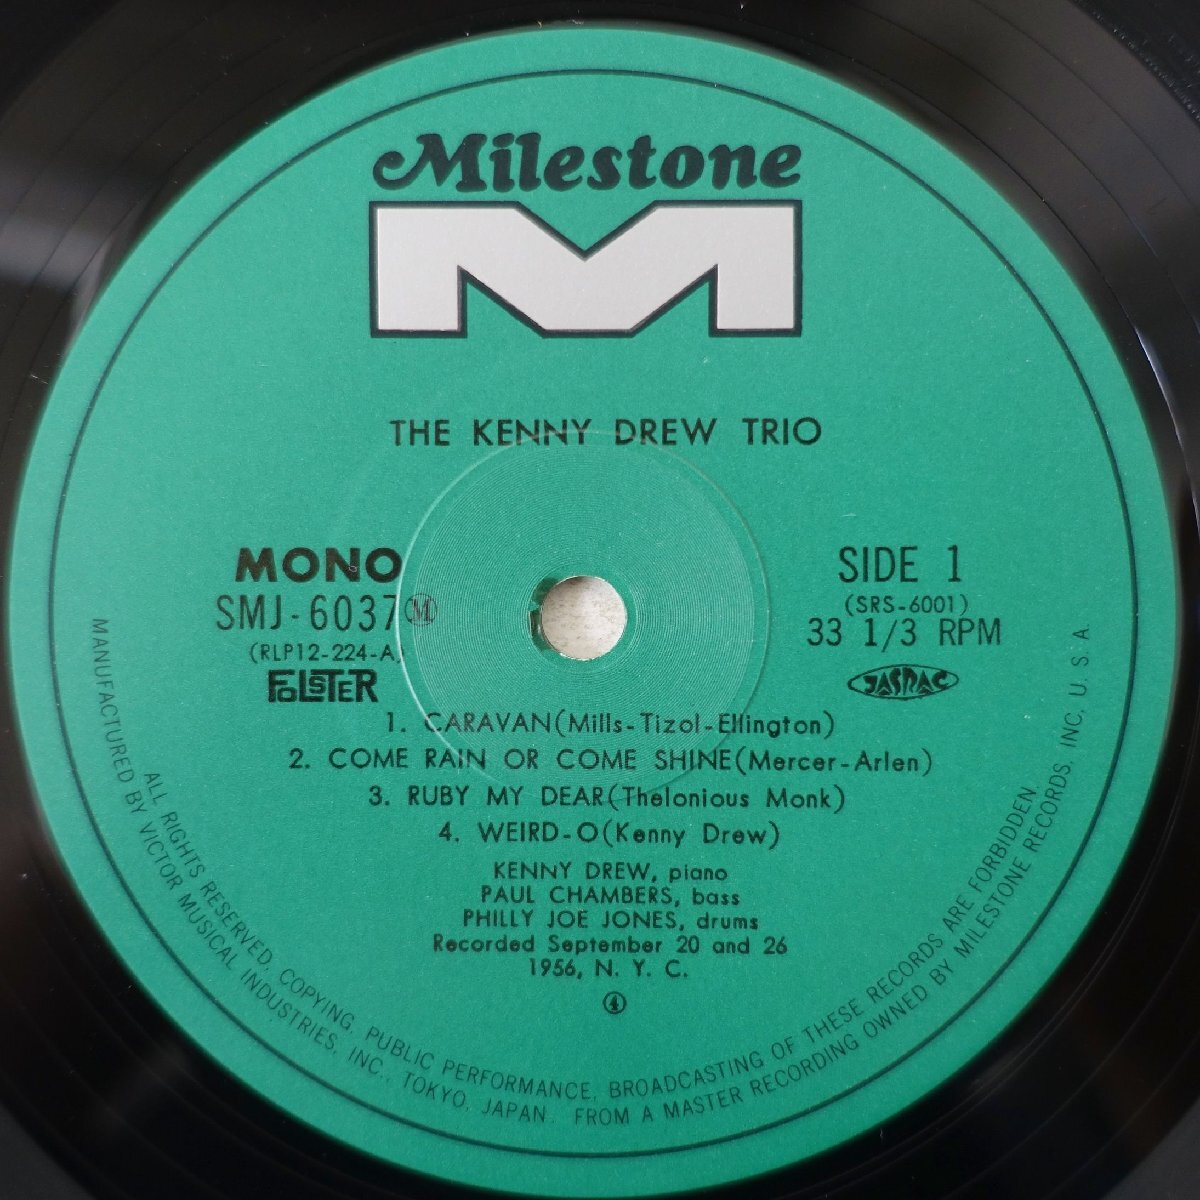 Milestone
M
THE KENNY DREW TRIO
MONO
SMJ-6037Ⓜ
(RLP12-224-A)
FOLSTER
SIDE 1
(SRS-6001)
33 1/3 RPM
JASRAC
1. CARAVAN(Mills-Tizol-Ellington)
2. COME RAIN OR COME SHINE(Mercer-Arlen)
3. RUBY MY DEAR(Thelonious Monk)
4. WEIRD-O(Kenny Drew)
KENNY DREW, piano
PAUL CHAMBERS, bass
PHILLY JOE JONES, drums
Recorded September 20 and 26
1956, N. Y. C.
④
ALL RIGHTS RESERVED. COPYING, PUBLIC PERFORMANCE, BROADCASTING OF THESE RECORDS ARE FORBIDDEN.
MANUFACTURED BY VICTOR MUSICAL INDUSTRIES, INC., TOKYO, JAPAN. FROM A MASTER RECORDING OWNED BY MILESTONE RECORDS, INC, U. S. A.